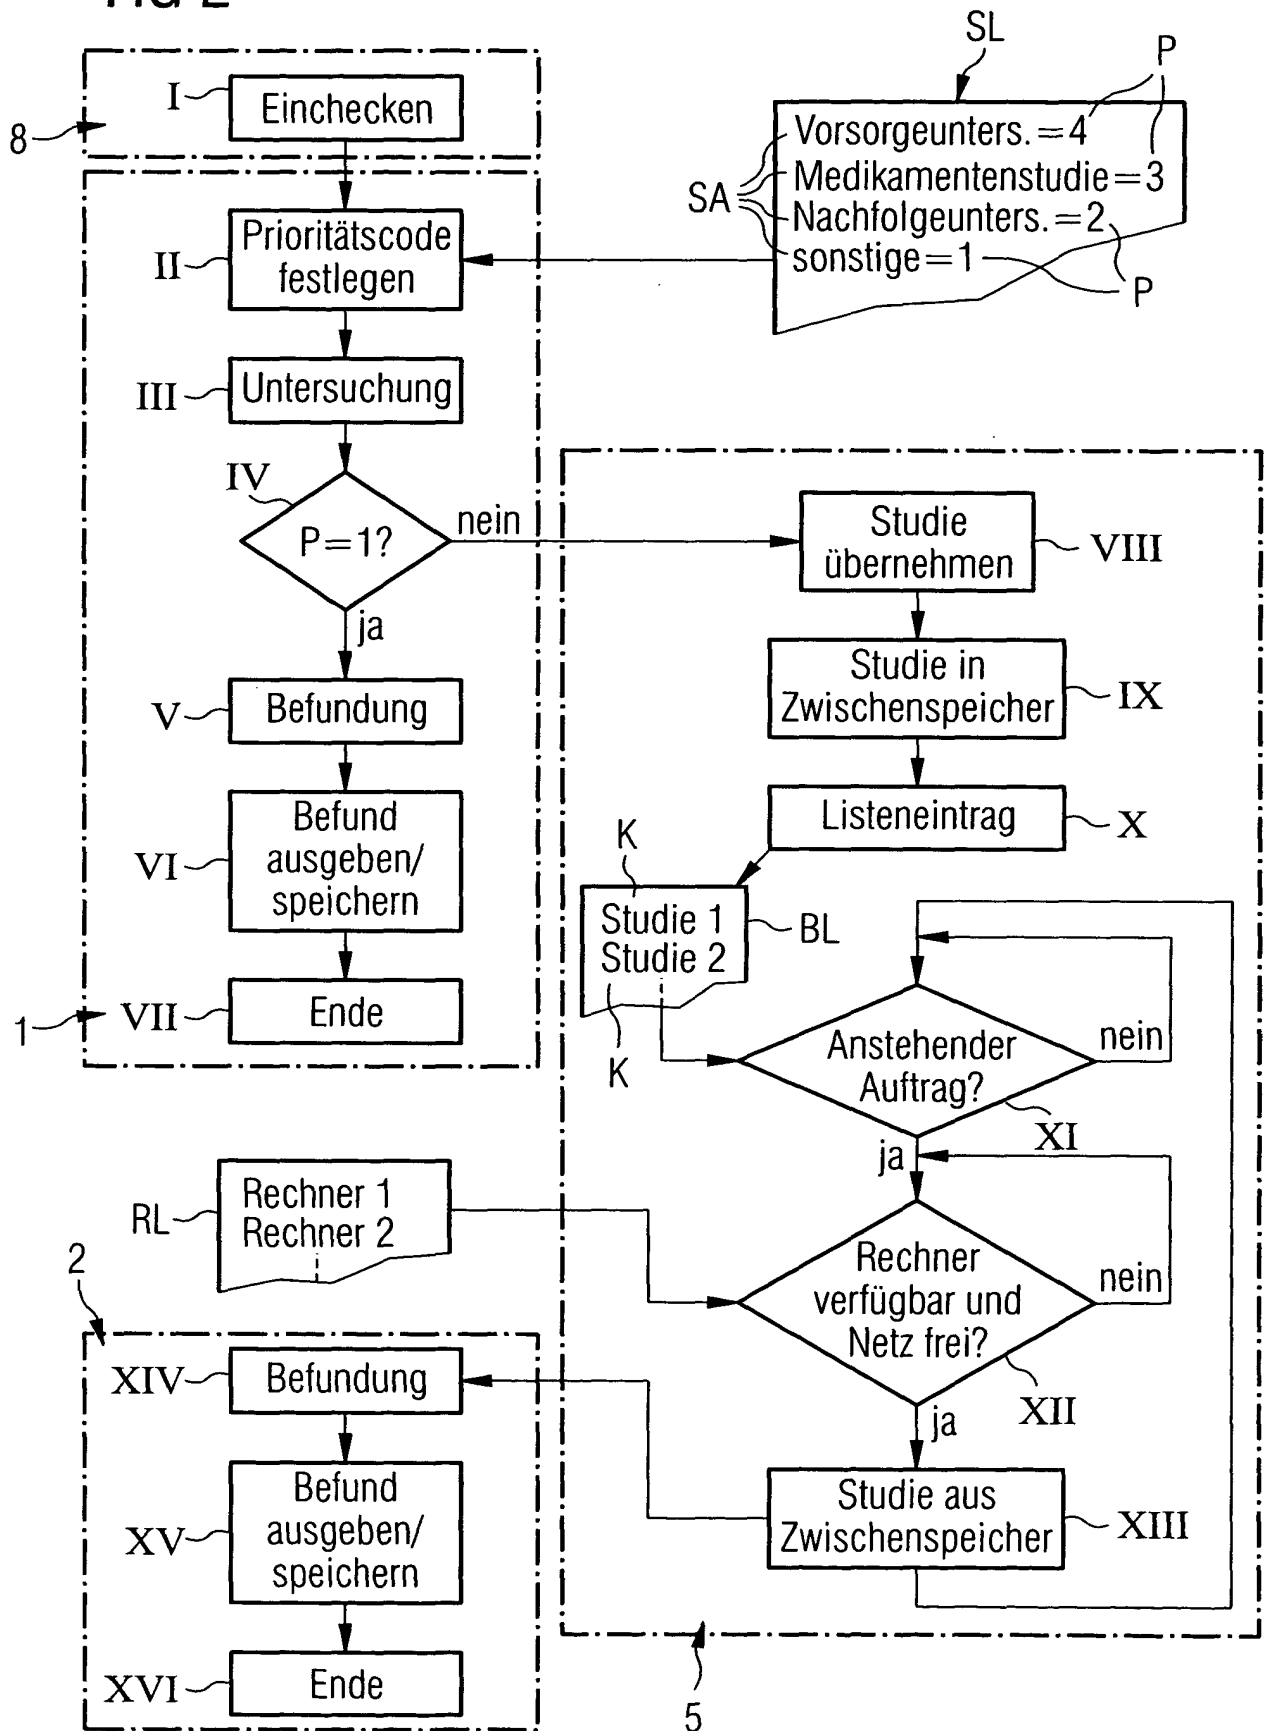 FIG 2
SL
P
I
Einchecken
8
Vorsorgeunters.=4
Medikamentenstudie=3
SA
Nachfolgeunters.=2
sonstige=1
P
II
Prioritätscode
festlegen
III
Untersuchung
IV
P=1?
nein
ja
Studie
übernehmen
VIII
Studie in
Zwischenspeicher
IX
V
Befundung
Listeneintrag
X
VI
Befund
ausgeben/
speichern
K
Studie 1
Studie 2
BL
K
VII
Ende
1
Anstehender
Auftrag?
nein
XI
ja
RL
Rechner 1
Rechner 2
2
Rechner
verfügbar und
Netz frei?
nein
XII
ja
XIV
Befundung
Studie aus
Zwischenspeicher
XIII
XV
Befund
ausgeben/
speichern
XVI
Ende
5